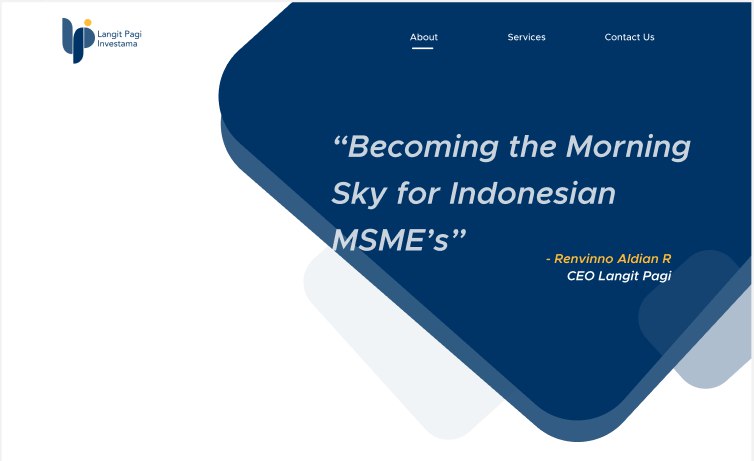 Langit Pagi
Investama
About
Services
Contact Us
“Becoming the Morning
Sky for Indonesian
MSME’s”
- Renvinno Aldian R
CEO Langit Pagi